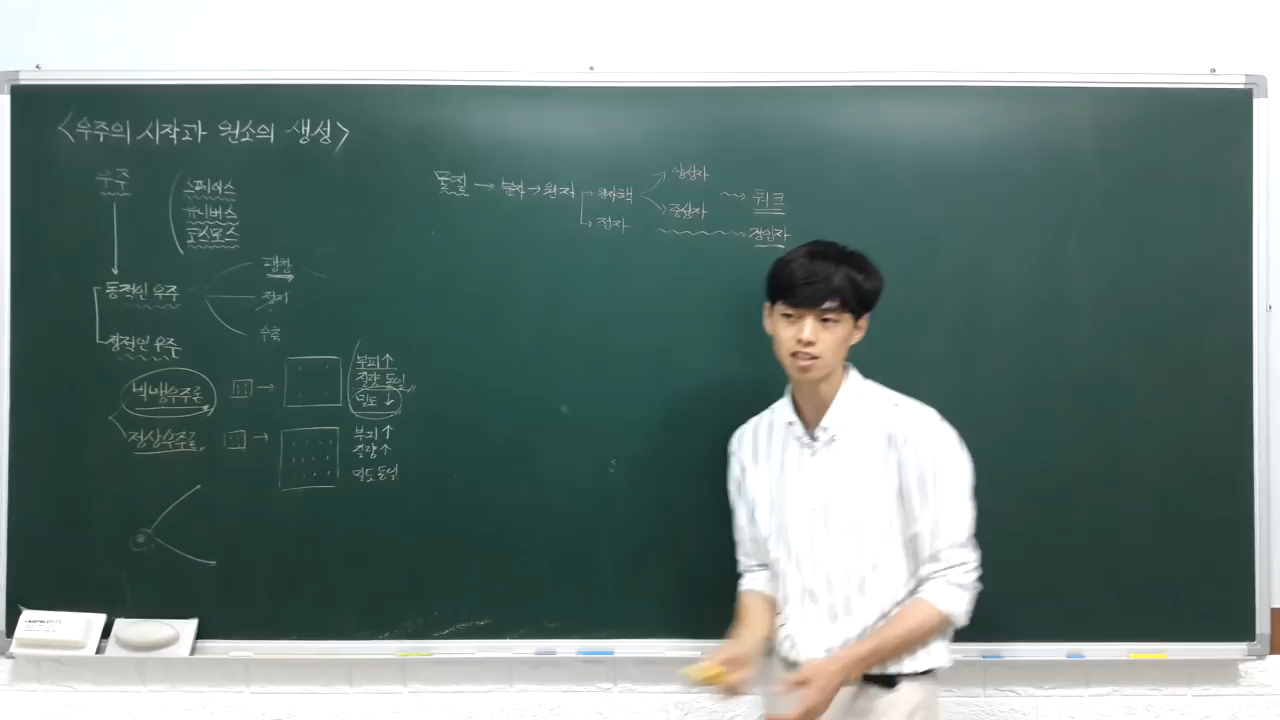 <우주의 시작과 원소의 생성>
우주
스페이스
유니버스
코스모스
동적인 우주
정적인 우주
팽창
정지
수축
빅뱅우주론
부피↑
질량 동일
밀도↓
정상우주론
부피↑
질량↑
밀도 동일
물질 → 분자 → 원자
원자핵
전자
양성자
중성자
쿼크
경입자